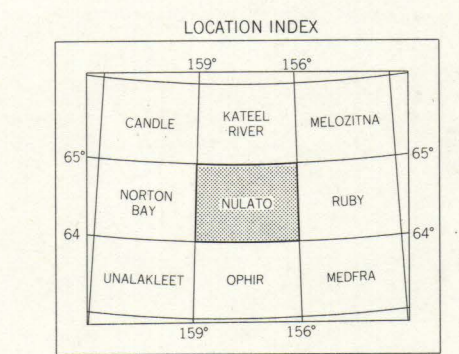 LOCATION INDEX
159° 156°
CANDLE KATEEL RIVER MELOZITNA
65° 65°
NORTON BAY NULATO RUBY
64 64°
UNALAKLEET OPHIR MEDFRA
159° 156°